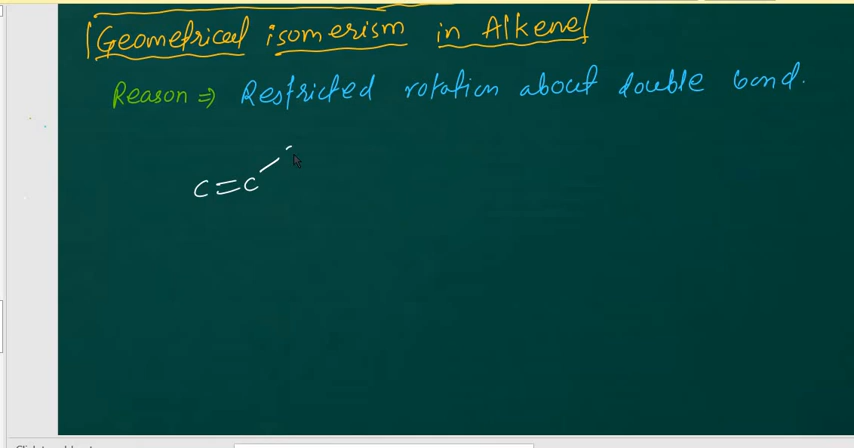 Geometrical isomerism in Alkene
Reason ⇒ Restricted rotation about double bond.
C=C